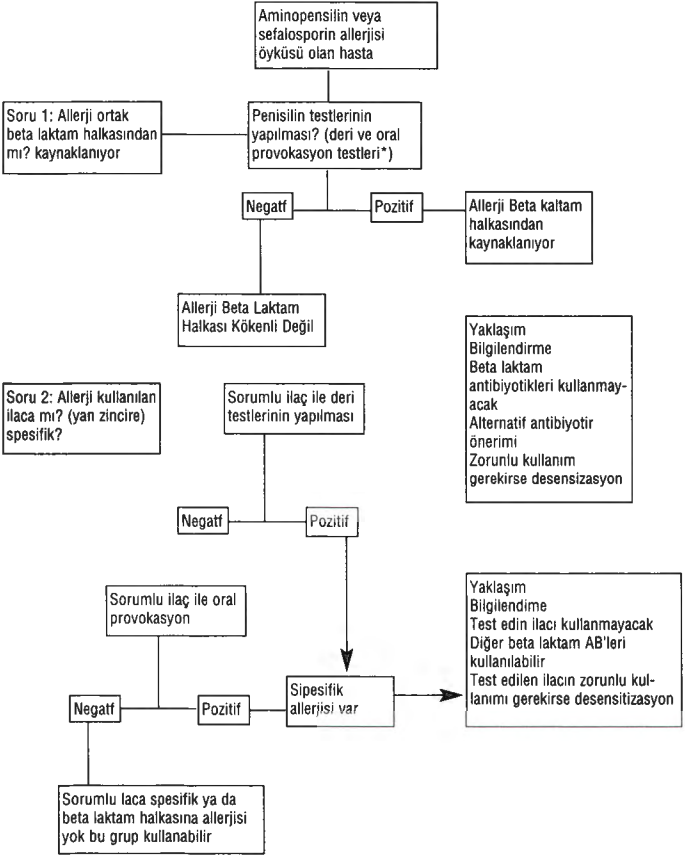 Aminopensilin veya
sefalosporin allerjisi
öyküsü olan hasta
Soru 1: Allerji ortak
beta laktam halkasından
mı? kaynaklanıyor
Penisilin testlerinin
yapılması? (deri ve oral
provokasyon testleri*)
Negatf
Pozitif
Allerji Beta kaltam
halkasından
kaynaklanıyor
Allerji Beta Laktam
Halkası Kökenli Değil
Yaklaşım
Bilgilendirme
Beta laktam
antibiyotikleri kullanmay-
acak
Alternatif antibiyotir
önerimi
Zorunlu kullanım
gerekirse desensizasyon
Soru 2: Allerji kullanılan
ilaca mı? (yan zincire)
spesifik?
Sorumlu ilaç ile deri
testlerinin yapılması
Negatf
Pozitif
Sorumlu ilaç ile oral
provokasyon
Yaklaşım
Bilgilendime
Test edin ilacı kullanmayacak
Diğer beta laktam AB'leri
kullanılabilir
Test edilen ilacın zorunlu kul-
lanımı gerekirse desensitizasyon
Negatf
Pozitif
Sipesifik
allerjisi var
Sorumlu laca spesifik ya da
beta laktam halkasına allerjisi
yok bu grup kullanabilir